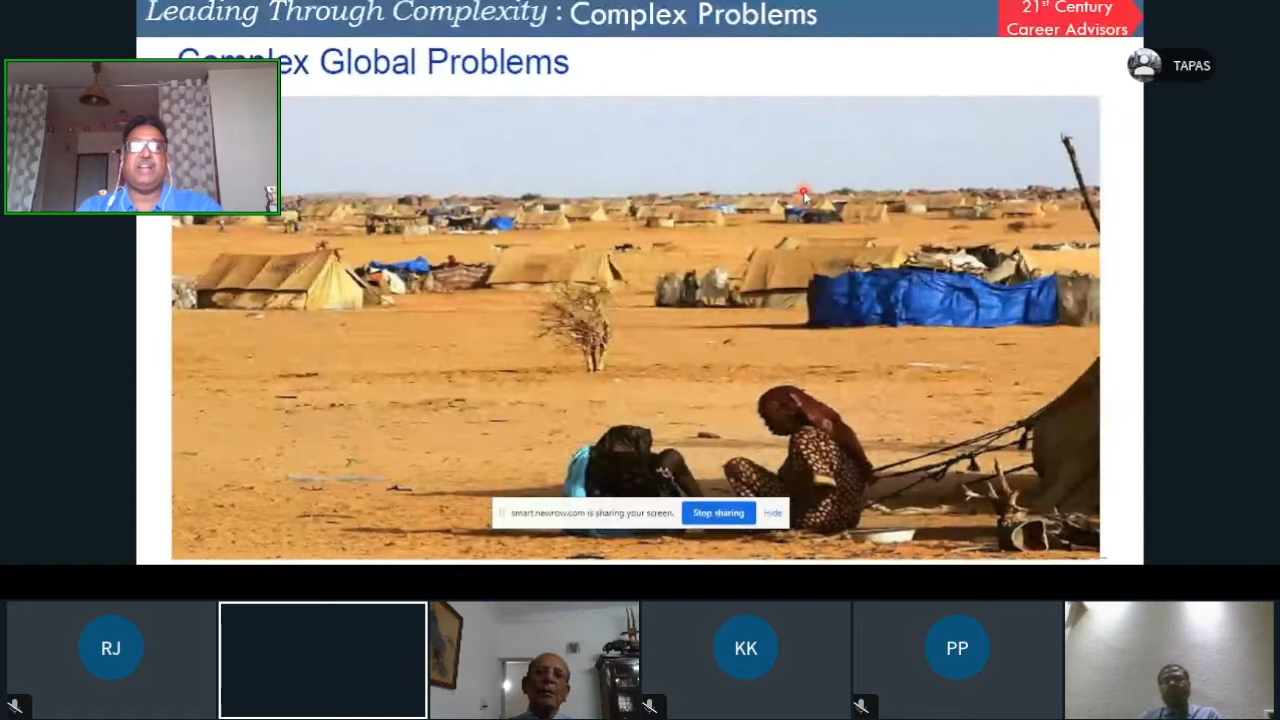 Leading Through Complexity : Complex Problems
21st Century
Career Advisors
Complex Global Problems
TAPAS
smart.newrow.com is sharing your screen. Stop sharing Hide
RJ
KK
PP